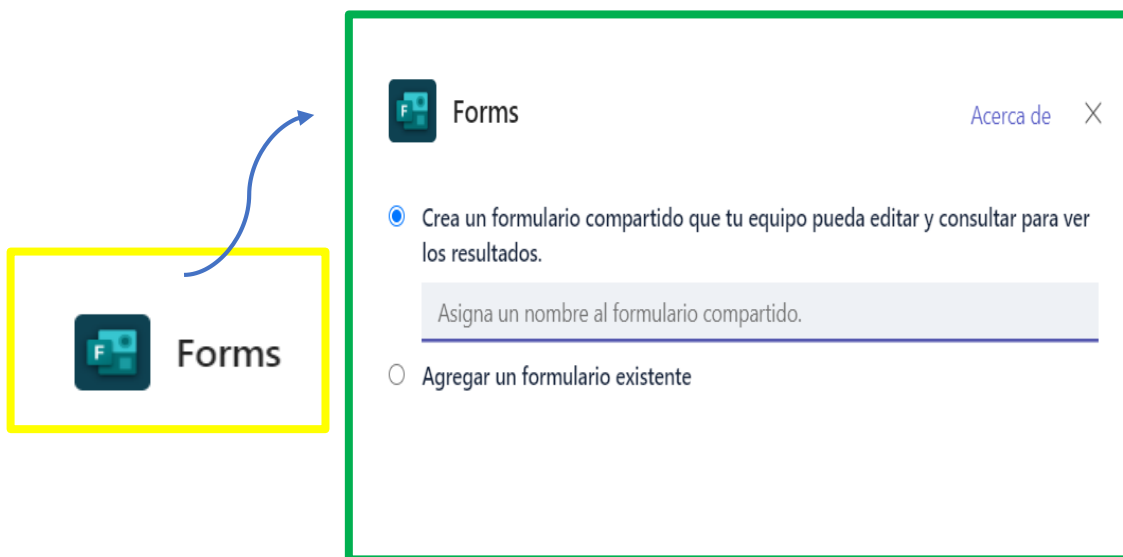 Forms
Forms
Acerca de
Crea un formulario compartido que tu equipo pueda editar y consultar para ver
los resultados.
Asigna un nombre al formulario compartido.
Agregar un formulario existente